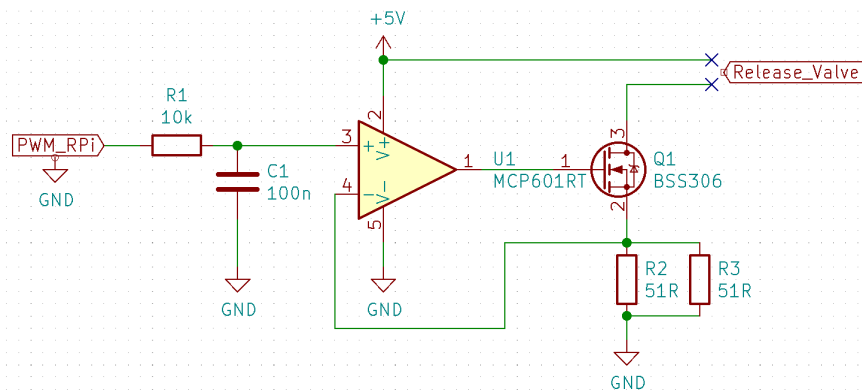 +5V
Release_Valve
R1
10k
PWM_RPi
GND
C1
100n
GND
2
3
+
V+
4
-
V-
5
1
U1
MCP601RT
GND
1
3
Q1
BSS306
2
R2
51R
R3
51R
GND